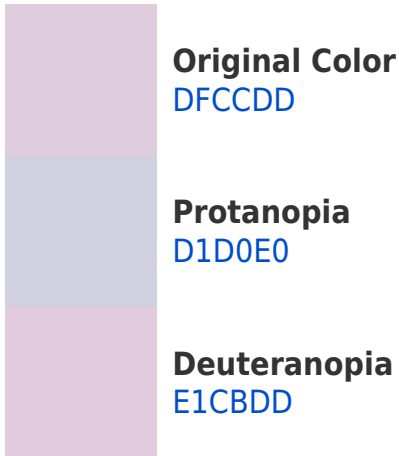 Original Color
DFCCDD
Protanopia
D1D0E0
Deuteranopia
E1CBDD